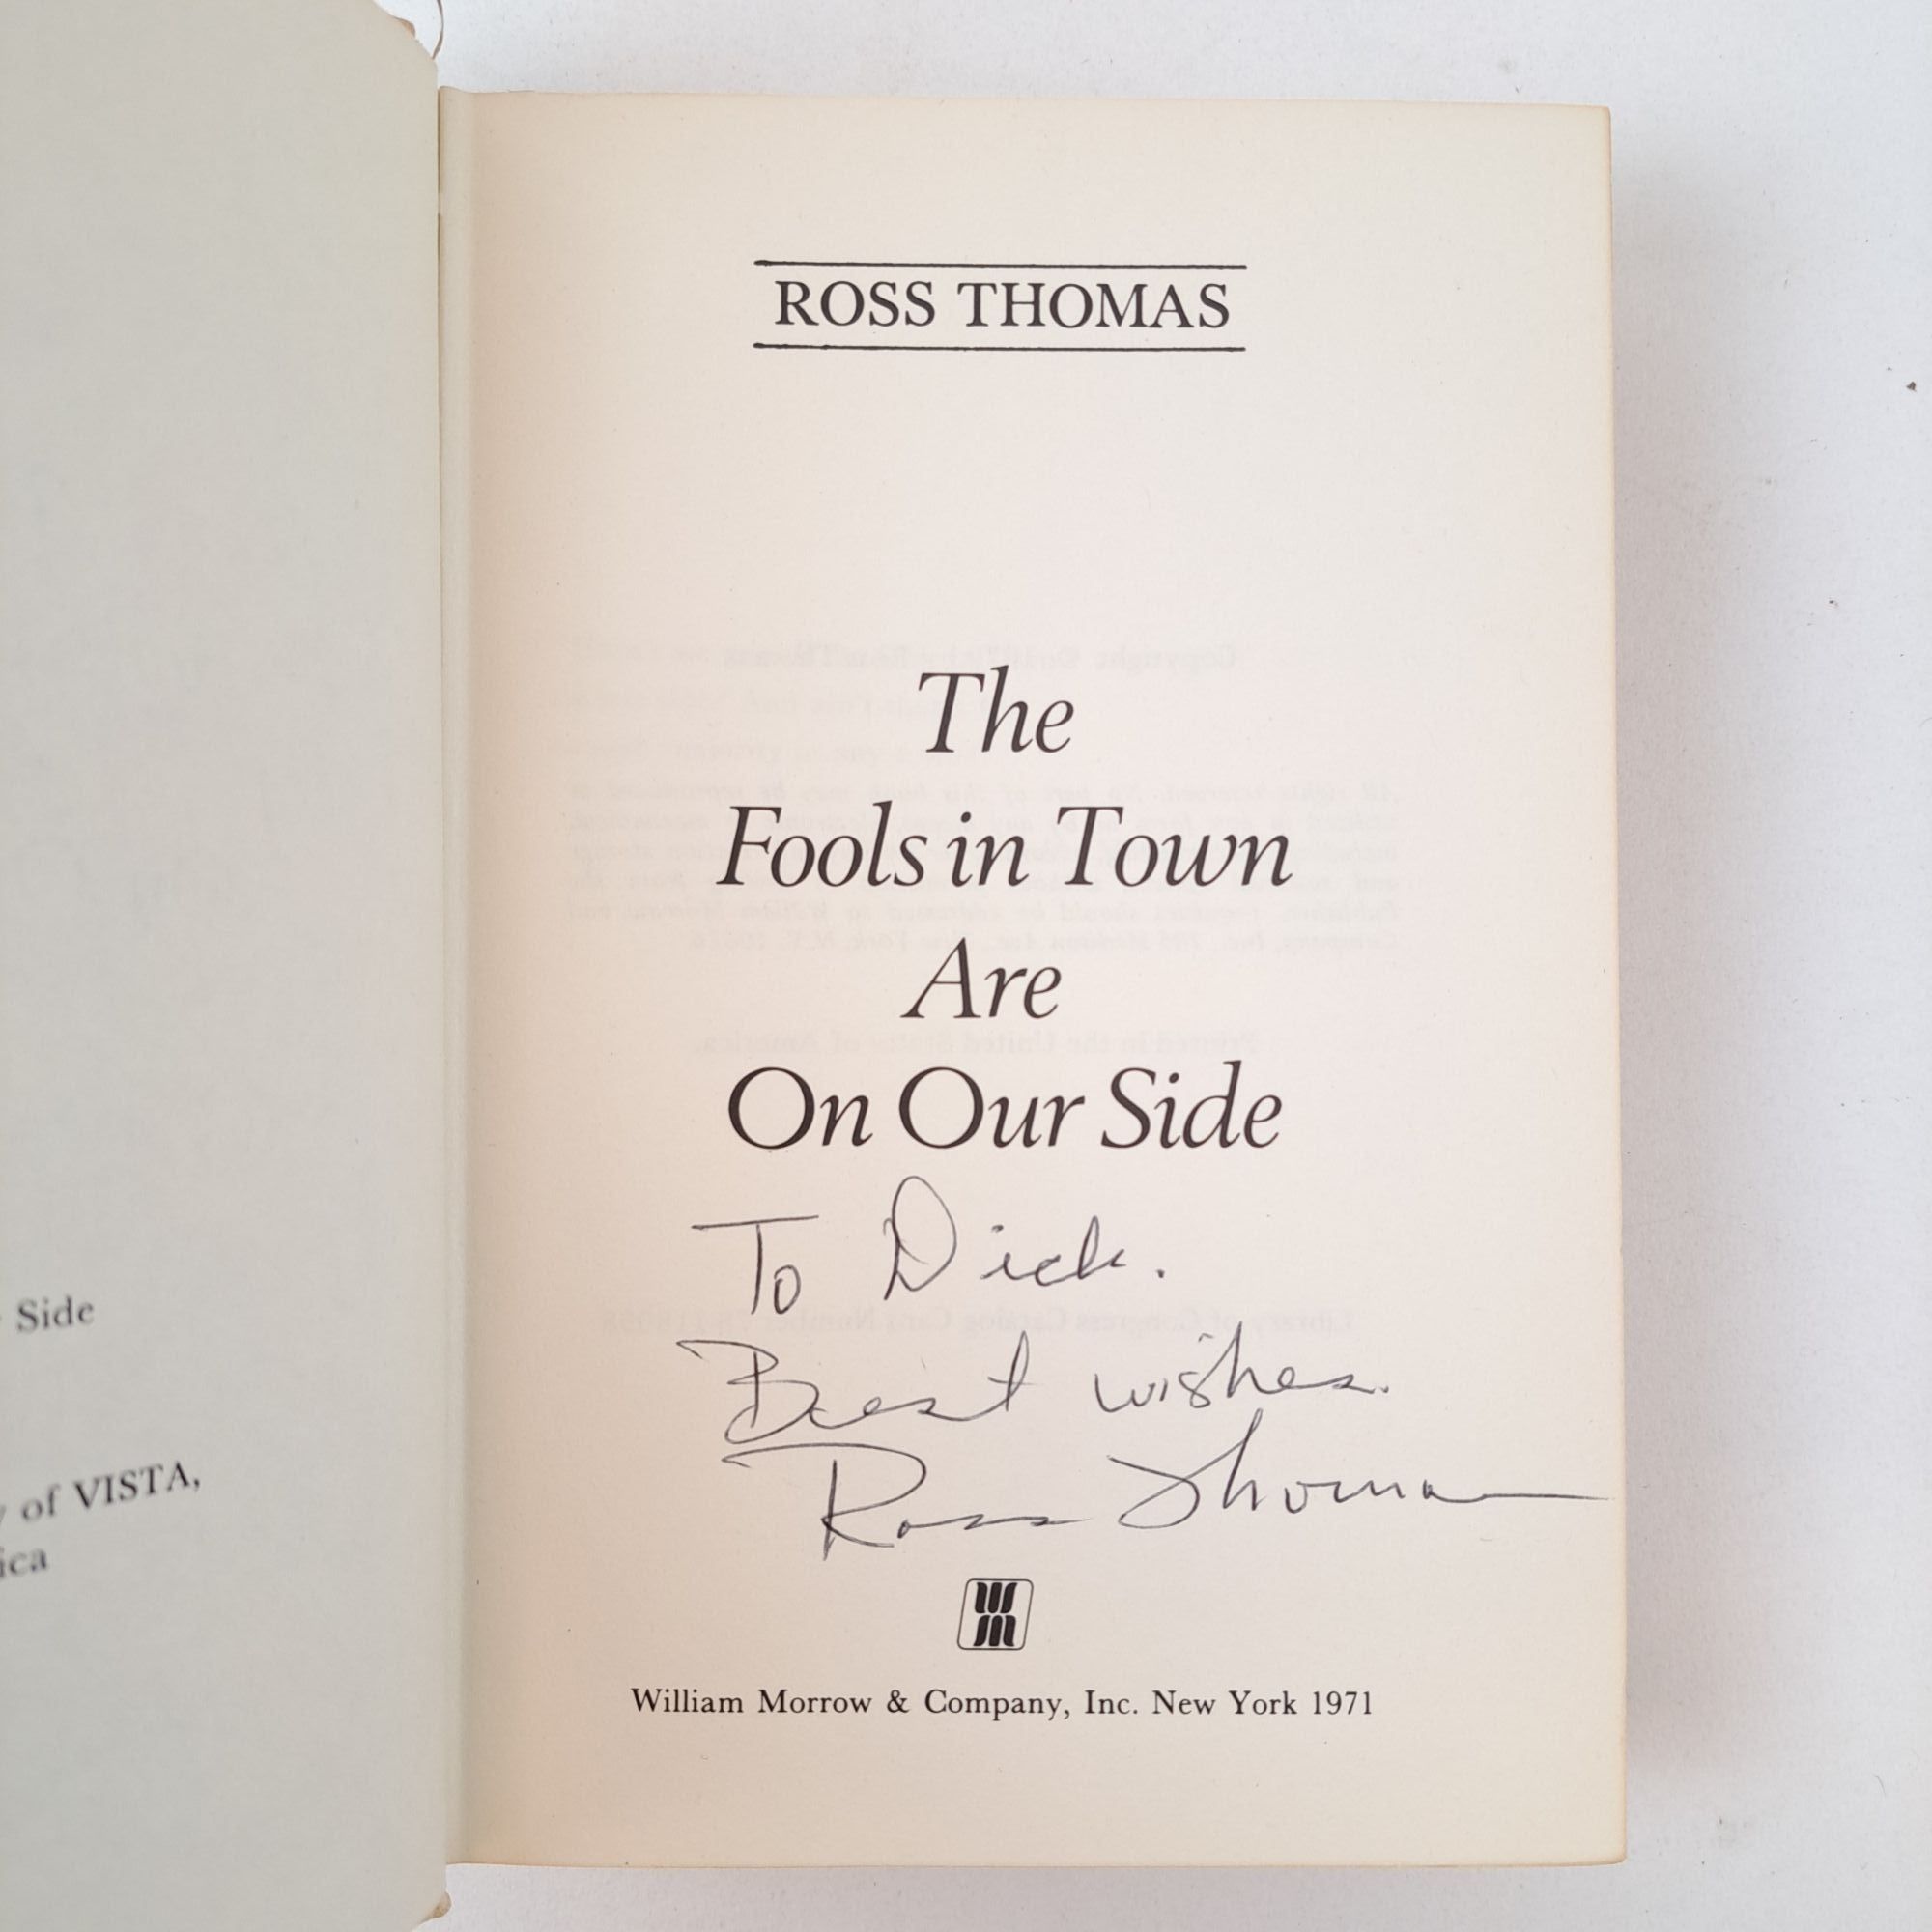 Side
of VISTA,
ica
ROSS THOMAS
The
Fools in Town
Are
On Our Side
To Dick.
Best wishes.
Ross Thomas
William Morrow & Company, Inc. New York 1971